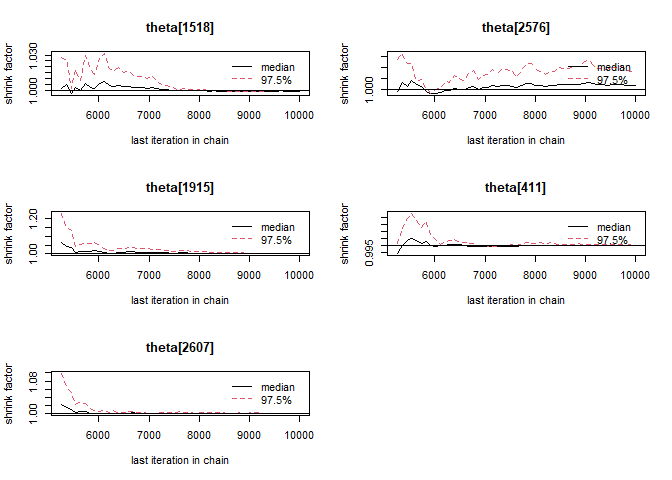 theta[1518]
shrink factor
1.000 1.030
median
97.5%
6000 7000 8000 9000 10000
last iteration in chain
theta[2576]
shrink factor
1.000
median
97.5%
6000 7000 8000 9000 10000
last iteration in chain
theta[1915]
shrink factor
1.00 1.20
median
97.5%
6000 7000 8000 9000 10000
last iteration in chain
theta[411]
shrink factor
0.995
median
97.5%
6000 7000 8000 9000 10000
last iteration in chain
theta[2607]
shrink factor
1.00 1.08
median
97.5%
6000 7000 8000 9000 10000
last iteration in chain